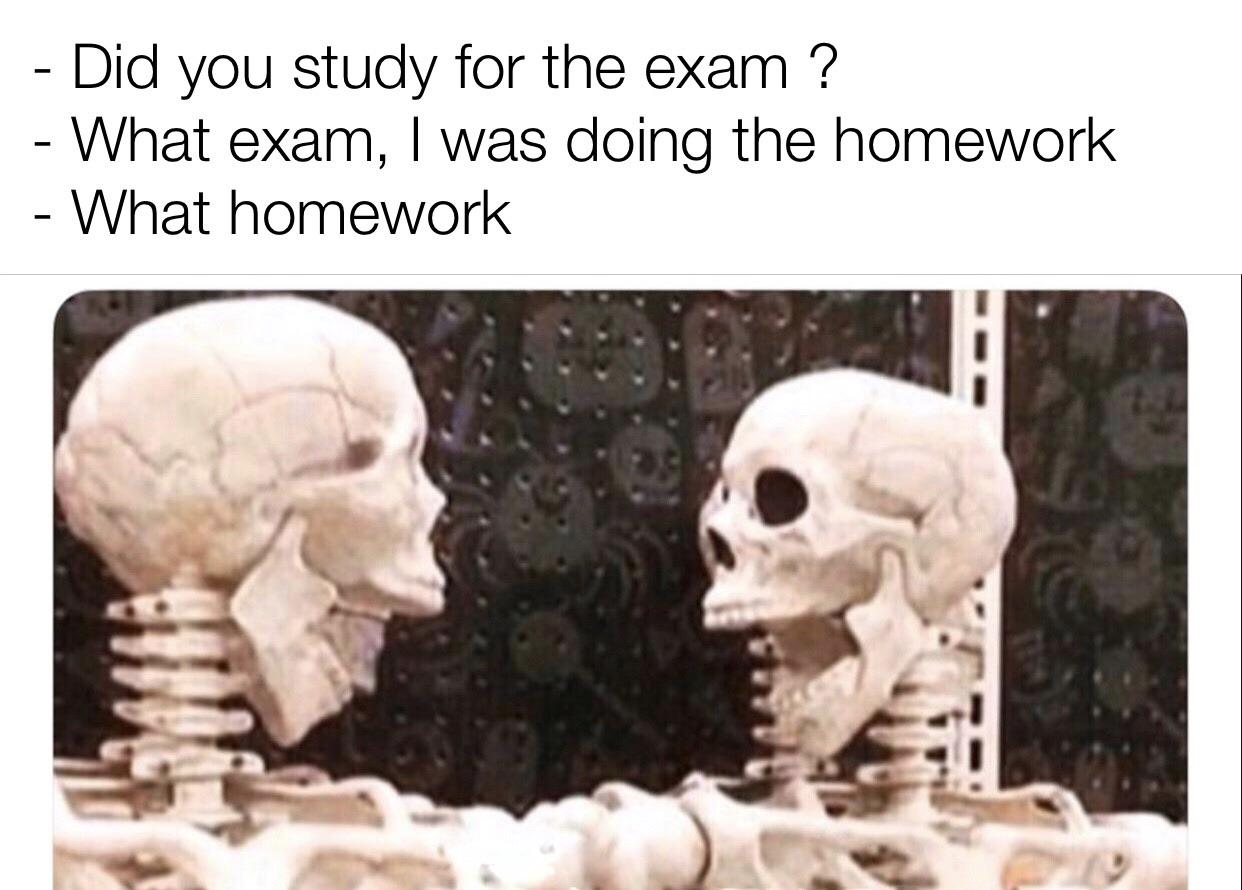 - Did you study for the exam ?
- What exam, I was doing the homework
- What homework